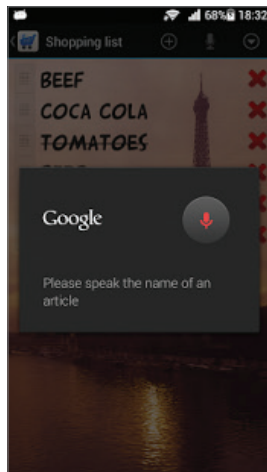 68% 18:32
Shopping list
BEEF
COCA COLA
TOMATOES
Google
Please speak the name of an
article